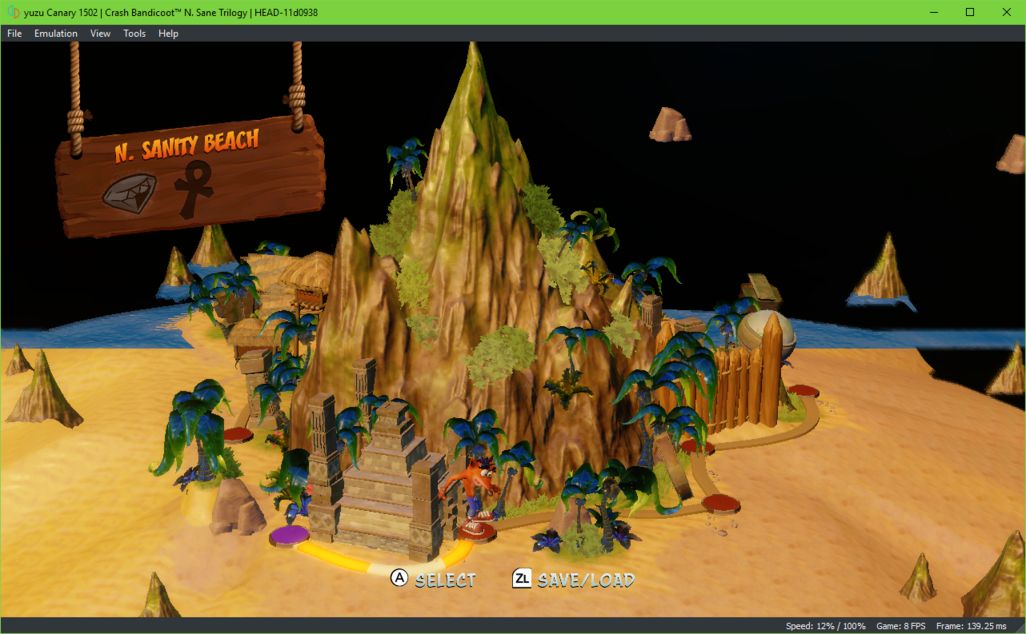 yuzu Canary 1502 | Crash Bandicoot™ N. Sane Trilogy | HEAD-11d0938
File Emulation View Tools Help
N. SANITY BEACH
A SELECT ZL SAVE/LOAD
Speed: 12% / 100% Game: 8 FPS Frame: 139.25 ms